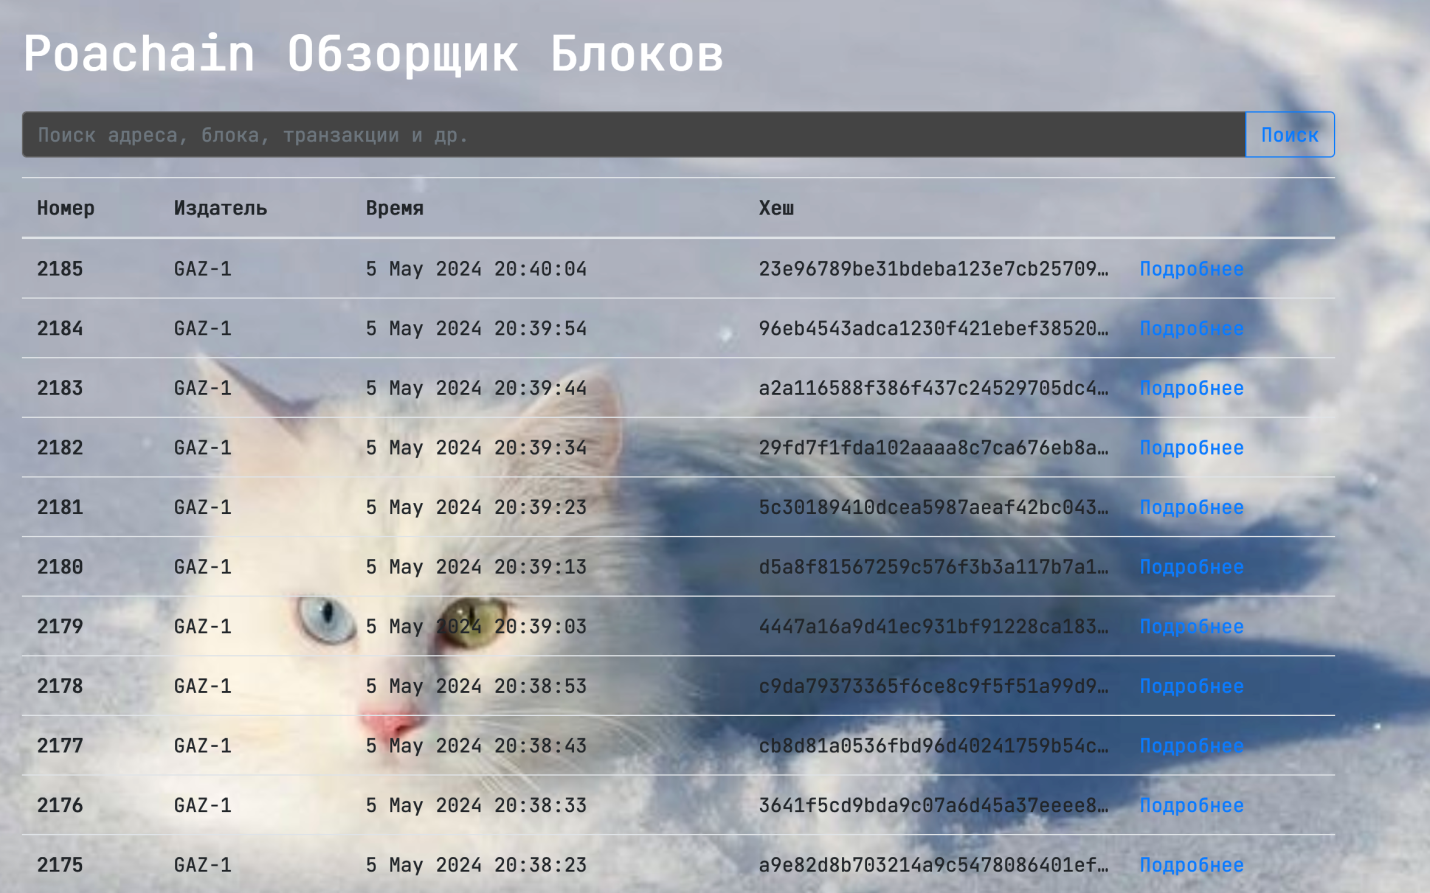 Poachain Обзорщик Блоков
Поиск адреса, блока, транзакции и др. Поиск
Номер Издатель Время Хеш
2185 GAZ-1 5 May 2024 20:40:04 23e96789be31bdeba123e7cb25709… Подробнее
2184 GAZ-1 5 May 2024 20:39:54 96eb4543adca1230f421ebef38520… Подробнее
2183 GAZ-1 5 May 2024 20:39:44 a2a116588f386f437c24529705dc4… Подробнее
2182 GAZ-1 5 May 2024 20:39:34 29fd7f1fda102aaaa8c7ca676eb8a… Подробнее
2181 GAZ-1 5 May 2024 20:39:23 5c30189410dcea5987aeaf42bc043… Подробнее
2180 GAZ-1 5 May 2024 20:39:13 d5a8f81567259c576f3b3a117b7a1… Подробнее
2179 GAZ-1 5 May 2024 20:39:03 4447a16a9d41ec931bf91228ca183… Подробнее
2178 GAZ-1 5 May 2024 20:38:53 c9da79373365f6ce8c9f5f51a99d9… Подробнее
2177 GAZ-1 5 May 2024 20:38:43 cb8d81a0536fbd96d40241759b54c… Подробнее
2176 GAZ-1 5 May 2024 20:38:33 3641f5cd9bda9c07a6d45a37eeee8… Подробнее
2175 GAZ-1 5 May 2024 20:38:23 a9e82d8b703214a9c5478086401ef… Подробнее